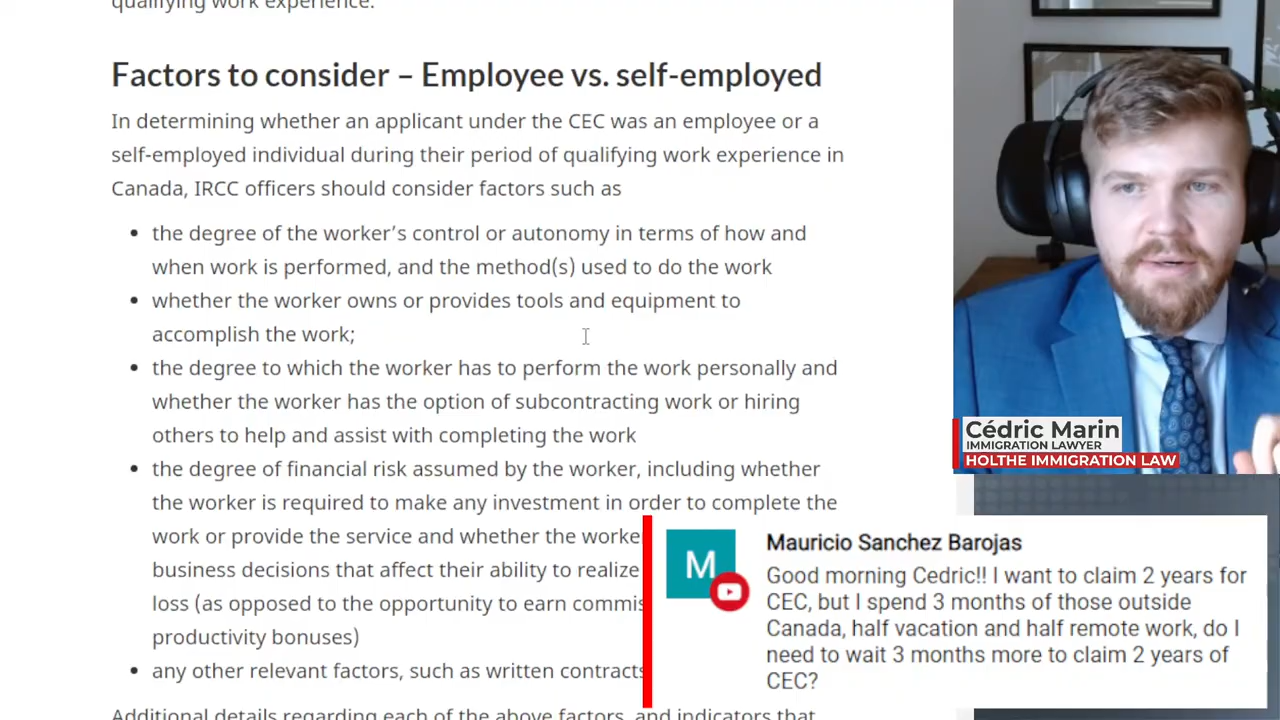 qualifying work experience.
Factors to consider – Employee vs. self-employed
In determining whether an applicant under the CEC was an employee or a
self-employed individual during their period of qualifying work experience in
Canada, IRCC officers should consider factors such as
• the degree of the worker’s control or autonomy in terms of how and
when work is performed, and the method(s) used to do the work
• whether the worker owns or provides tools and equipment to
accomplish the work;
• the degree to which the worker has to perform the work personally and
whether the worker has the option of subcontracting work or hiring
others to help and assist with completing the work
• the degree of financial risk assumed by the worker, including whether
the worker is required to make any investment in order to complete the
work or provide the service and whether the worke
business decisions that affect their ability to realize
loss (as opposed to the opportunity to earn commis
productivity bonuses)
• any other relevant factors, such as written contracts
Additional details regarding each of the above factors, and indicators that
Cédric Marin
IMMIGRATION LAWYER
HOLTHE IMMIGRATION LAW
M
Mauricio Sanchez Barojas
Good morning Cedric!! I want to claim 2 years for
CEC, but I spend 3 months of those outside
Canada, half vacation and half remote work, do I
need to wait 3 months more to claim 2 years of
CEC?